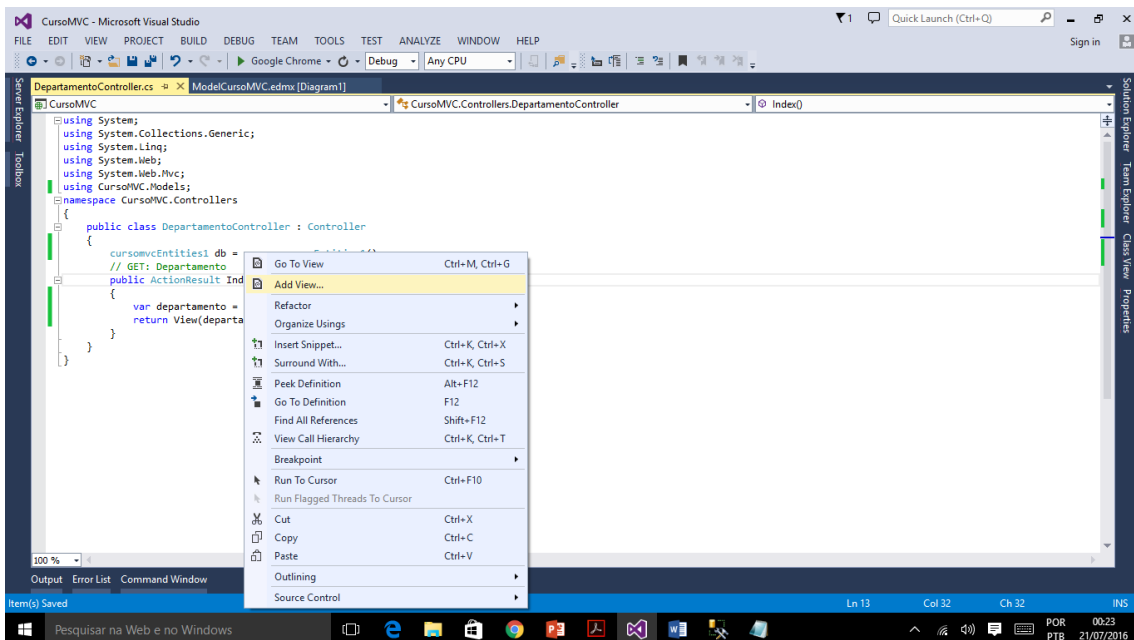 CursoMVC - Microsoft Visual Studio
1
Quick Launch (Ctrl+Q)
FILE EDIT VIEW PROJECT BUILD DEBUG TEAM TOOLS TEST ANALYZE WINDOW HELP
Sign in
Google Chrome
Debug
Any CPU
Server Explorer
Toolbox
DepartamentoController.cs
ModelCursoMVC.edmx [Diagram1]
CursoMVC
CursoMVC.Controllers.DepartamentoController
Index()
using System;
using System.Collections.Generic;
using System.Linq;
using System.Web;
using System.Web.Mvc;
using CursoMVC.Models;
namespace CursoMVC.Controllers
{
public class DepartamentoController : Controller
{
cursomvcEntities1 db =
// GET: Departamento
public ActionResult Ind
{
var departamento =
return View(departa
}
}
}
Go To View Ctrl+M, Ctrl+G
Add View...
Refactor
Organize Usings
Insert Snippet... Ctrl+K, Ctrl+X
Surround With... Ctrl+K, Ctrl+S
Peek Definition Alt+F12
Go To Definition F12
Find All References Shift+F12
View Call Hierarchy Ctrl+K, Ctrl+T
Breakpoint
Run To Cursor Ctrl+F10
Run Flagged Threads To Cursor
Cut Ctrl+X
Copy Ctrl+C
Paste Ctrl+V
Outlining
Source Control
Solution Explorer
Team Explorer
Class View
Properties
100 %
Output Error List Command Window
Item(s) Saved
Ln 13 Col 32 Ch 32 INS
Pesquisar na Web e no Windows
POR
PTB
00:23
21/07/2016